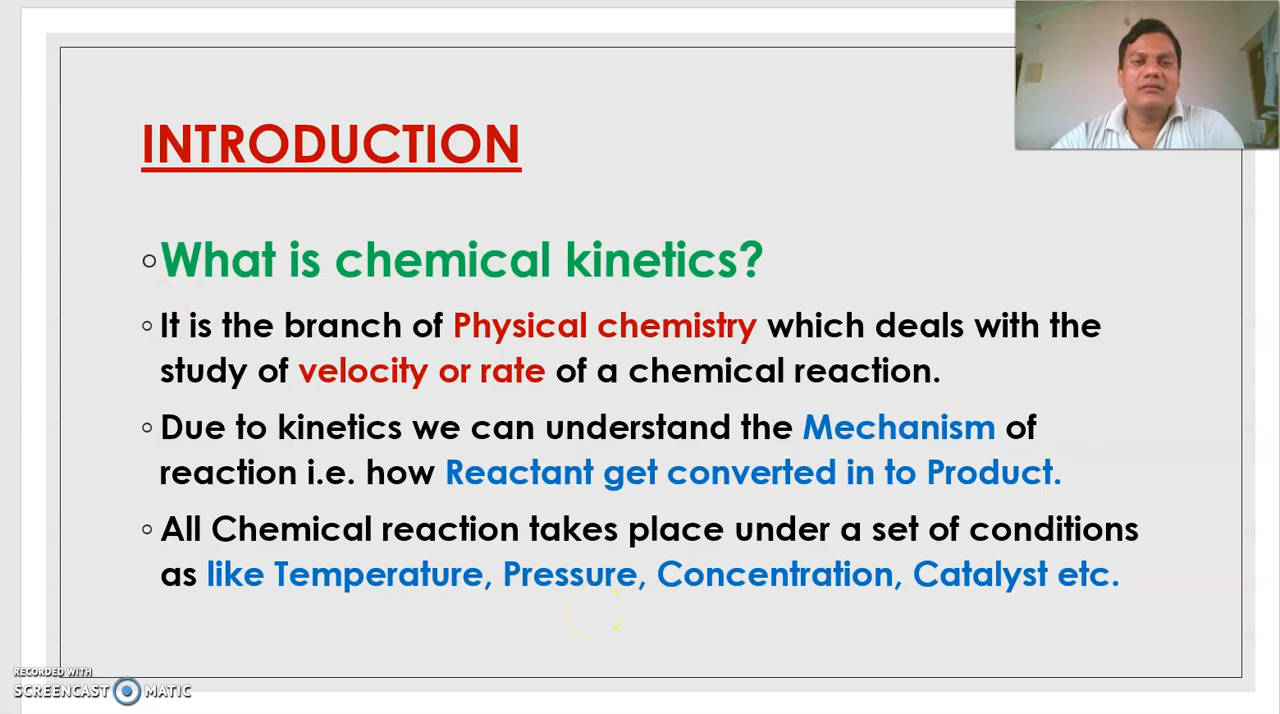 INTRODUCTION
◦What is chemical kinetics?
◦ It is the branch of Physical chemistry which deals with the
study of velocity or rate of a chemical reaction.
◦ Due to kinetics we can understand the Mechanism of
reaction i.e. how Reactant get converted in to Product.
◦ All Chemical reaction takes place under a set of conditions
as like Temperature, Pressure, Concentration, Catalyst etc.
RECORDED WITH
SCREENCAST MATIC